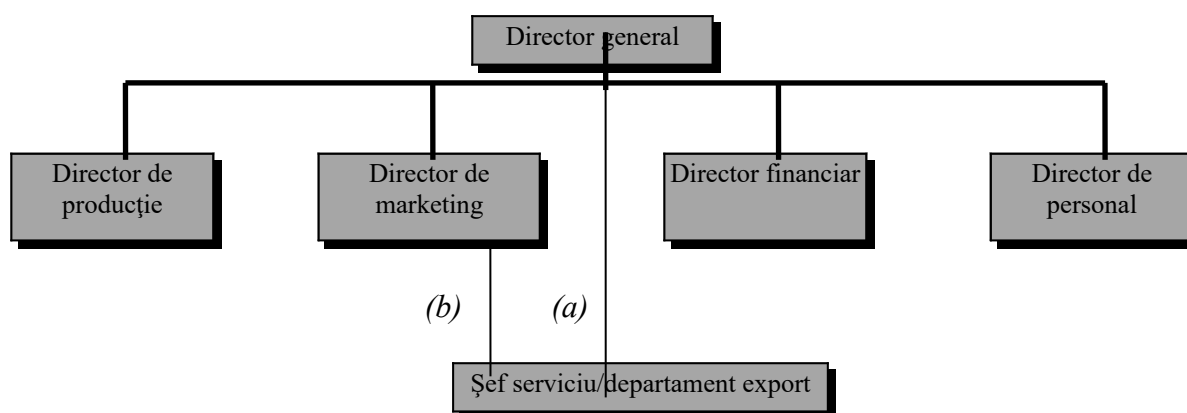 Director general
Director de
producţie
Director de
marketing
Director financiar
Director de
personal
(b)
(a)
Şef serviciu/departament export